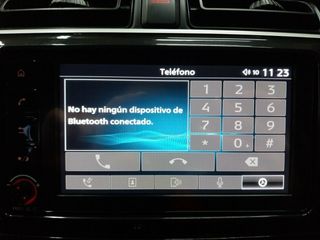 Teléfono
10 11 23
No hay ningún dispositivo de
Bluetooth conectado.
1 2 3
4 5 6
7 8 9
* 0+ #